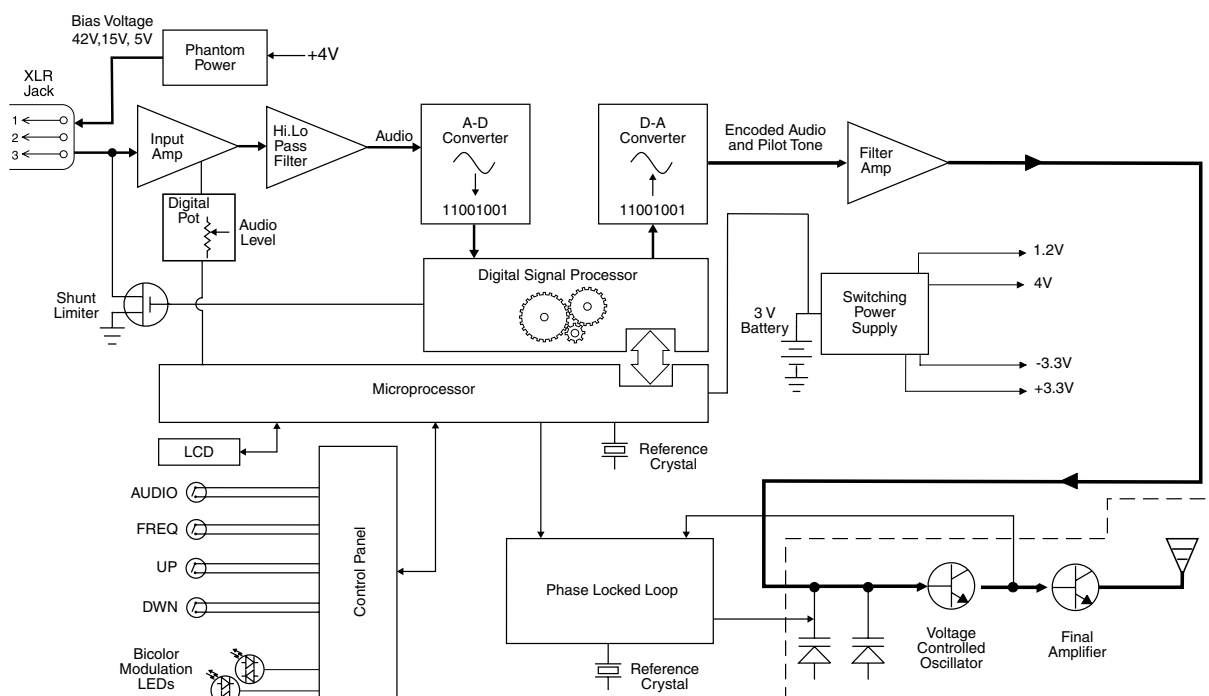 Bias Voltage
42V,15V, 5V
Phantom
Power
+4V
XLR
Jack
1
2
3
Input
Amp
Hi.Lo
Pass
Filter
Audio
A-D
Converter
11001001
D-A
Converter
11001001
Encoded Audio
and Pilot Tone
Filter
Amp
Digital
Pot
Audio
Level
Shunt
Limiter
Digital Signal Processor
3 V
Battery
Switching
Power
Supply
1.2V
4V
-3.3V
+3.3V
Microprocessor
LCD
Reference
Crystal
AUDIO
FREQ
UP
DWN
Bicolor
Modulation
LEDs
Control Panel
Phase Locked Loop
Reference
Crystal
Voltage
Controlled
Oscillator
Final
Amplifier